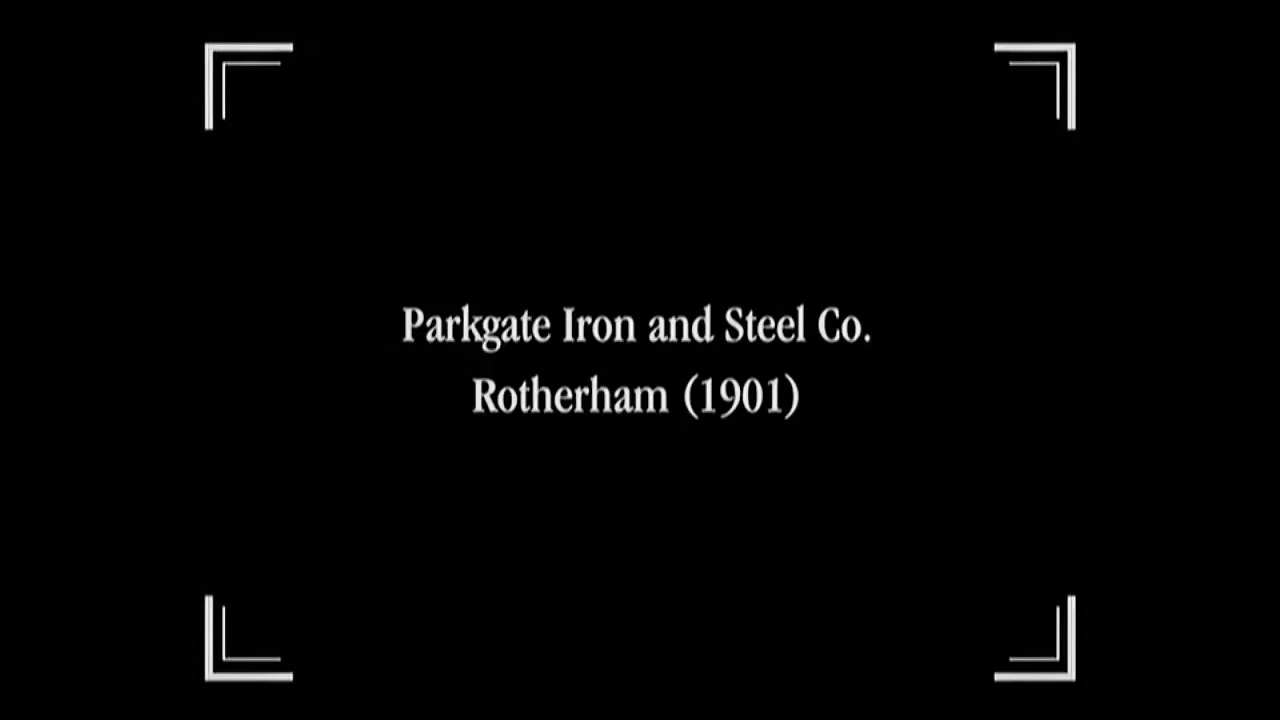 Parkgate Iron and Steel Co.
Rotherham (1901)